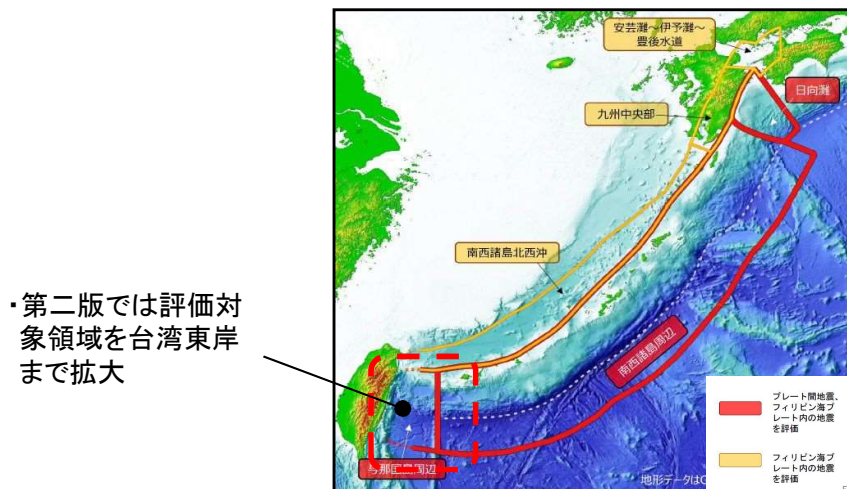 安芸灘~伊予灘~
豊後水道
日向灘
九州中央部
南西諸島北西沖
・第二版では評価対
象領域を台湾東岸
まで拡大
南西諸島周辺
与那国島周辺
プレート間地震、
フィリピン海プ
レート内の地震
を評価
フィリピン海プ
レート内の地震
を評価
地形データは